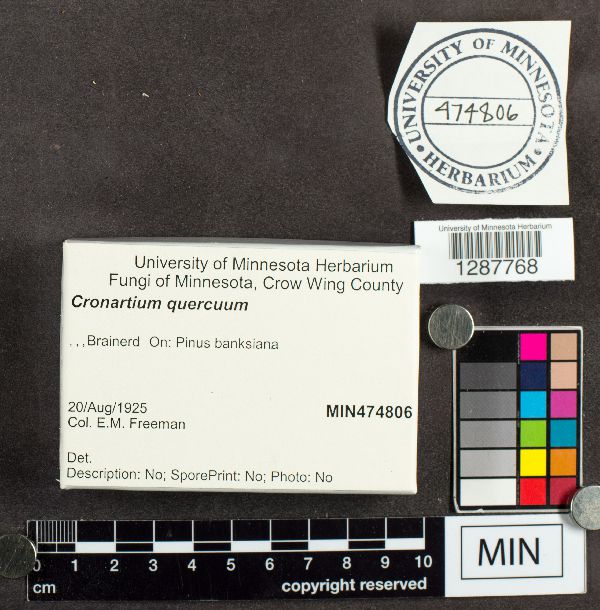 UNIVERSITY OF MINNESOTA
474806
• HERBARIUM •
University of Minnesota Herbarium
1287768
University of Minnesota Herbarium
Fungi of Minnesota, Crow Wing County
Cronartium quercuum
. , , Brainerd On: Pinus banksiana
20/Aug/1925
MIN474806
Col. E.M. Freeman
Det.
Description: No; SporePrint: No; Photo: No
0 1 2 3 4 5 6 7 8 9 10
cm
copyright reserved
MIN